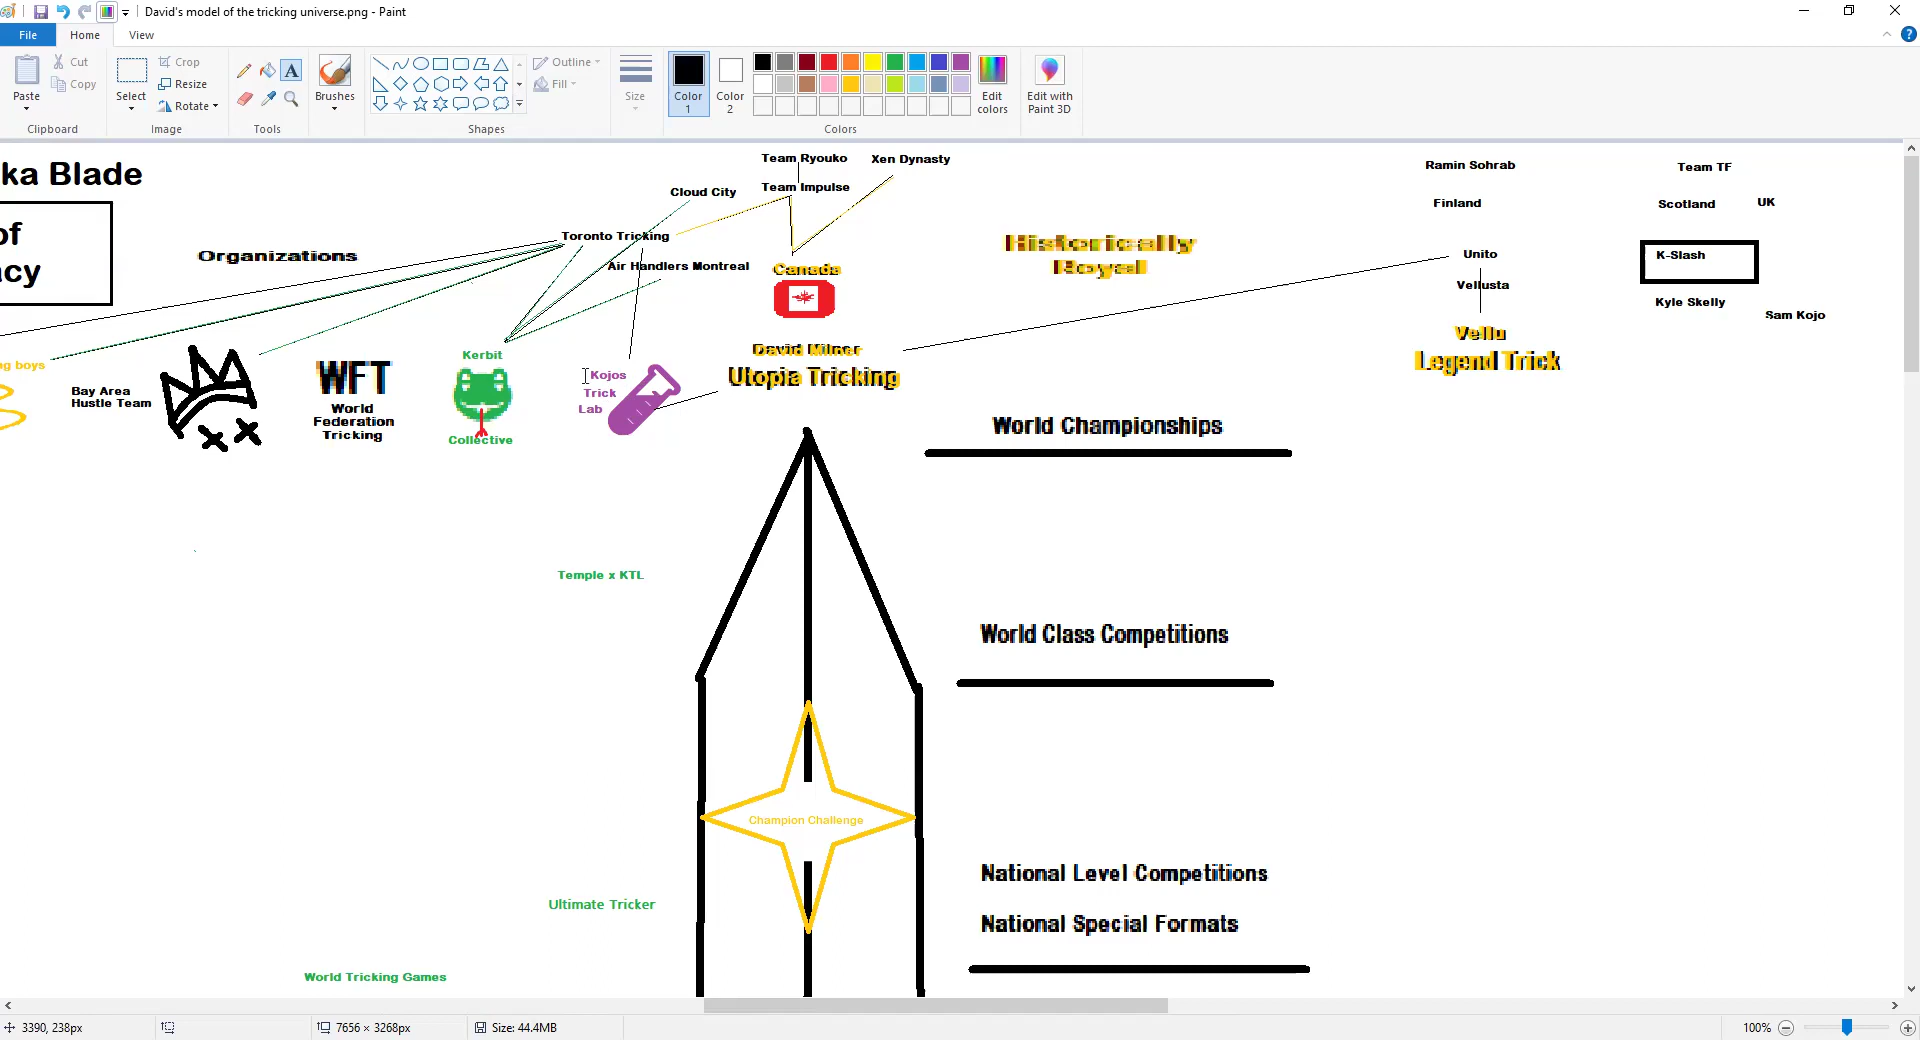 David's model of the tricking universe.png - Paint
File
Home
View
Paste
Cut
Copy
Clipboard
Select
Crop
Resize
Rotate
Image
A
Tools
Brushes
Shapes
Outline
Fill
Size
Color
1
Color
2
Edit
colors
Edit with
Paint 3D
Colors
ka Blade
of
acy
Organizations
Cloud City
Team Ryouko
Xen Dynasty
Team Impulse
Toronto Tricking
Air Handlers Montreal
Canada
Historically
Royal
Ramin Sohrab
Finland
Unito
Vellusta
Vellu
Legend Trick
Team TF
Scotland
UK
K-Slash
Kyle Skelly
Sam Kojo
ng boys
Bay Area
Hustle Team
WFT
World
Federation
Tricking
Kerbit
Collective
Kojos
Trick
Lab
David Milner
Utopia Tricking
World Championships
Temple x KTL
World Class Competitions
Champion Challenge
National Level Competitions
National Special Formats
Ultimate Tricker
World Tricking Games
3390, 238px
7656 × 3268px
Size: 44.4MB
100%